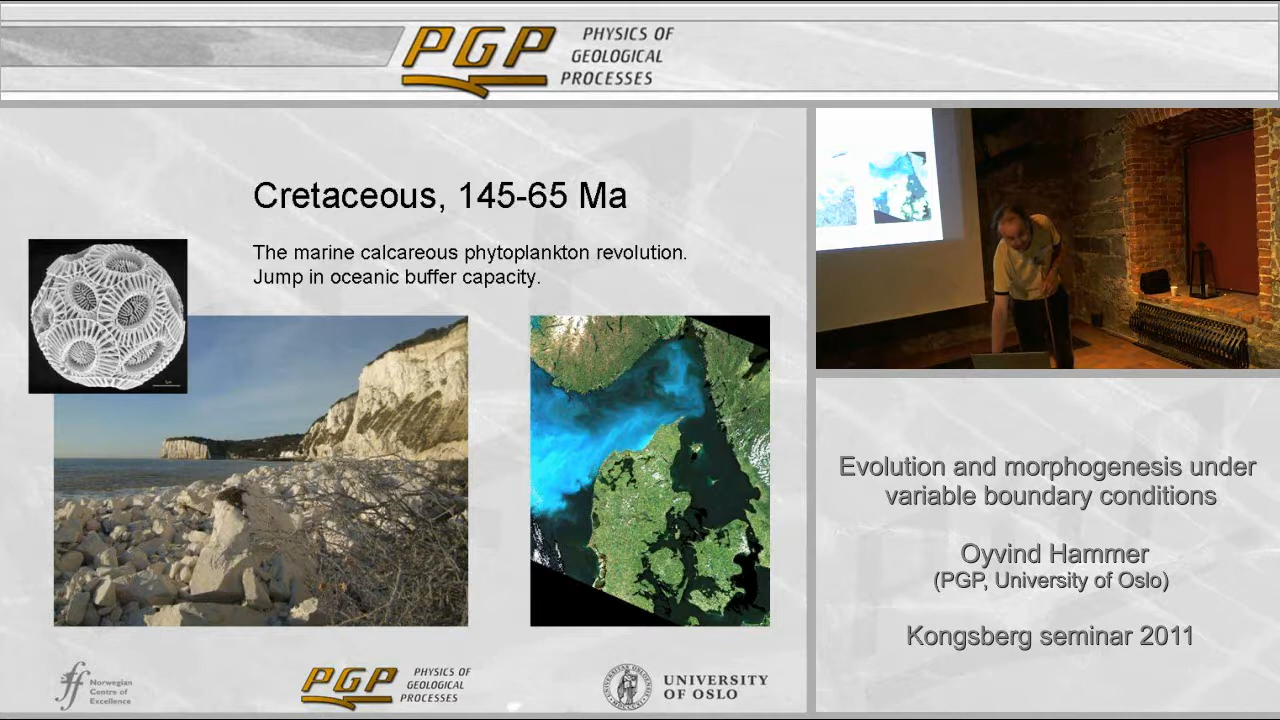 PGP
PHYSICS OF
GEOLOGICAL
PROCESSES
Cretaceous, 145-65 Ma
The marine calcareous phytoplankton revolution.
Jump in oceanic buffer capacity.
Evolution and morphogenesis under
variable boundary conditions
Oyvind Hammer
(PGP, University of Oslo)
Kongsberg seminar 2011
Norwegian
Centre of
Excellence
PGP
PHYSICS OF
GEOLOGICAL
PROCESSES
UNIVERSITY
OF OSLO